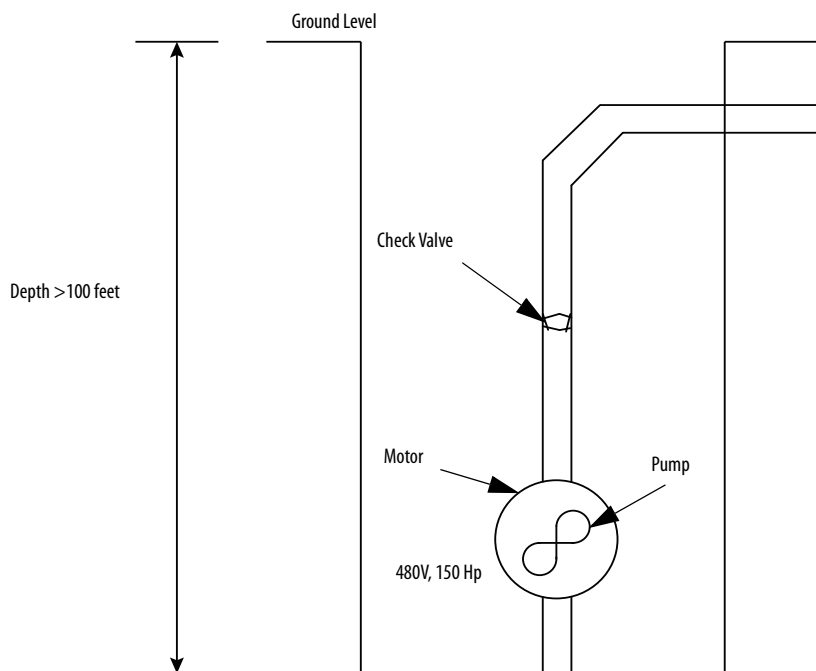 Ground Level
Check Valve
Depth >100 feet
Motor
Pump
480V, 150 Hp